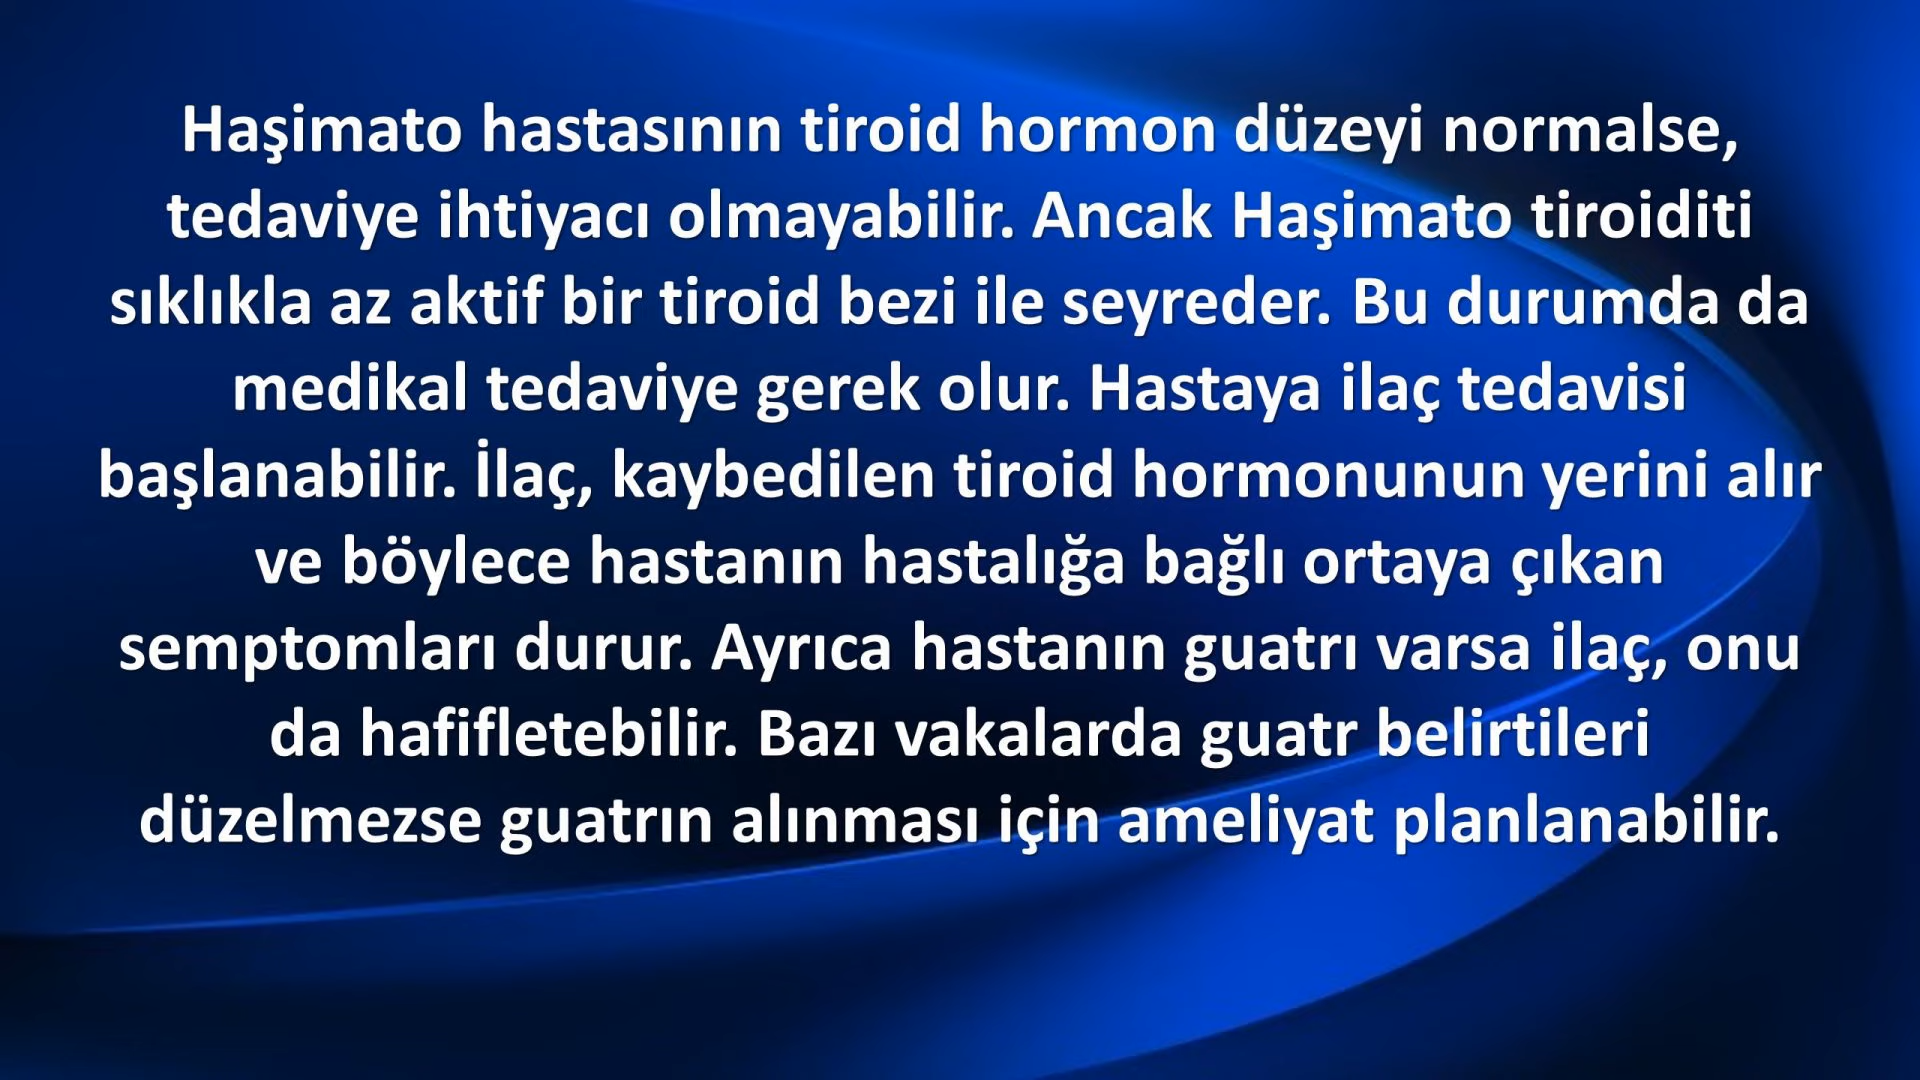 Haşimato hastasının tiroid hormon düzeyi normalse,
tedaviye ihtiyacı olmayabilir. Ancak Haşimato tiroiditi
sıklıkla az aktif bir tiroid bezi ile seyreder. Bu durumda da
medikal tedaviye gerek olur. Hastaya ilaç tedavisi
başlanabilir. İlaç, kaybedilen tiroid hormonunun yerini alır
ve böylece hastanın hastalığa bağlı ortaya çıkan
semptomları durur. Ayrıca hastanın guatrı varsa ilaç, onu
da hafifletebilir. Bazı vakalarda guatr belirtileri
düzelmezse guatrın alınması için ameliyat planlanabilir.